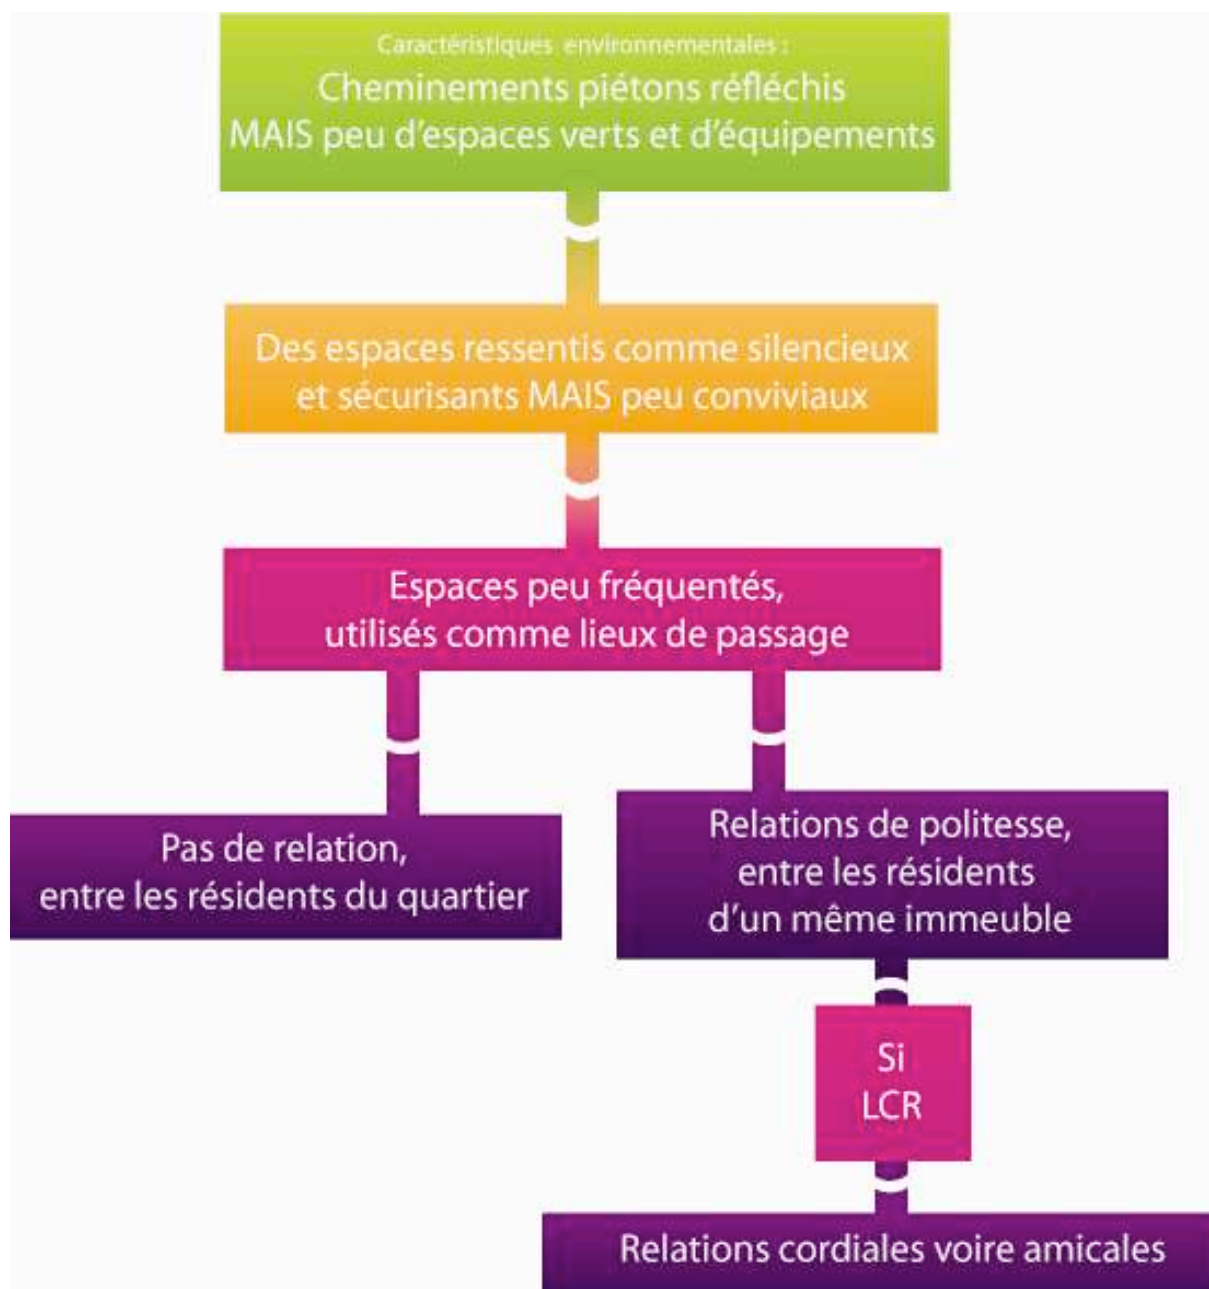 Caractéristiques environnementales :
Cheminements piétons réfléchis
MAIS peu d'espaces verts et d'équipements
Des espaces ressentis comme silencieux
et sécurisants MAIS peu conviviaux
Espaces peu fréquentés,
utilisés comme lieux de passage
Pas de relation,
entre les résidents du quartier
Relations de politesse,
entre les résidents
d'un même immeuble
Si
LCR
Relations cordiales voire amicales